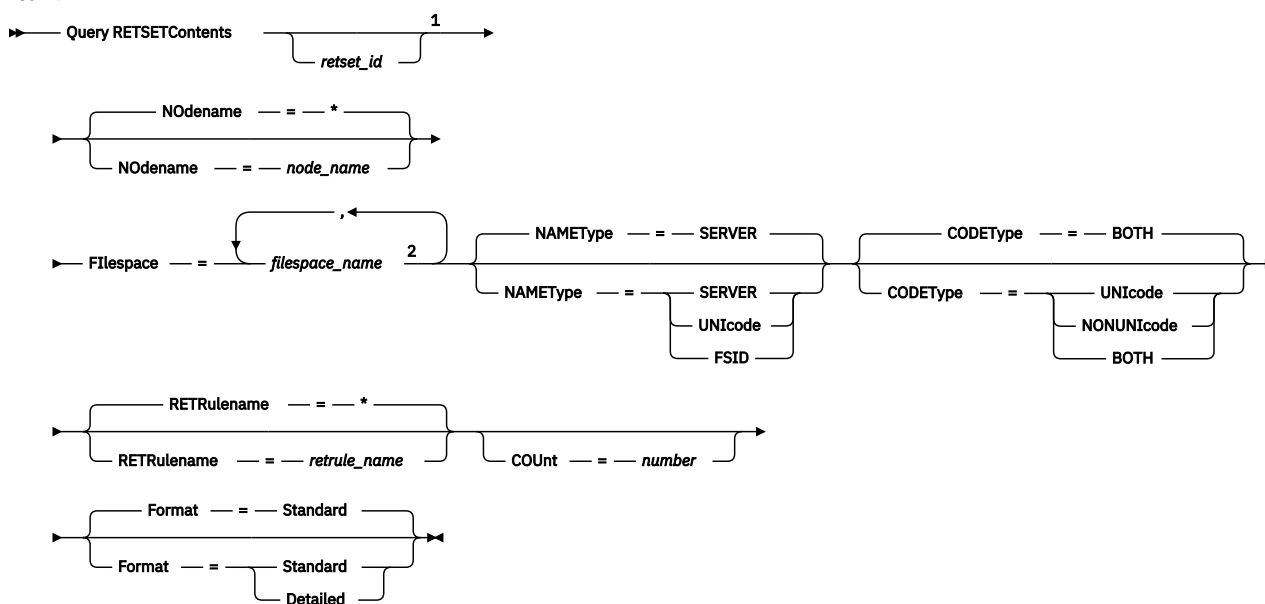 1
Query RETSETContents
retset_id
NOdename = *
NOdename = node_name
,
FIlespace = filespace_name 2
NAMEType = SERVER
NAMEType = SERVER
UNIcode
FSID
CODEType = BOTH
CODEType = UNIcode
NONUNIcode
BOTH
RETRulename = *
RETRulename = retrule_name
COUnt = number
Format = Standard
Format = Standard
Detailed